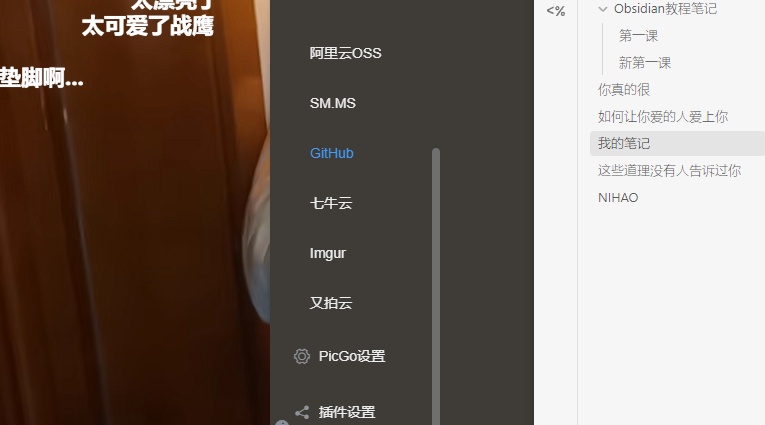 太漂亮了
太可爱了战鹰
垫脚啊...
阿里云OSS
SM.MS
GitHub
七牛云
Imgur
又拍云
PicGo设置
插件设置
<%
Obsidian教程笔记
第一课
新第一课
你真的很
如何让你爱的人爱上你
我的笔记
这些道理没有人告诉过你
NIHAO